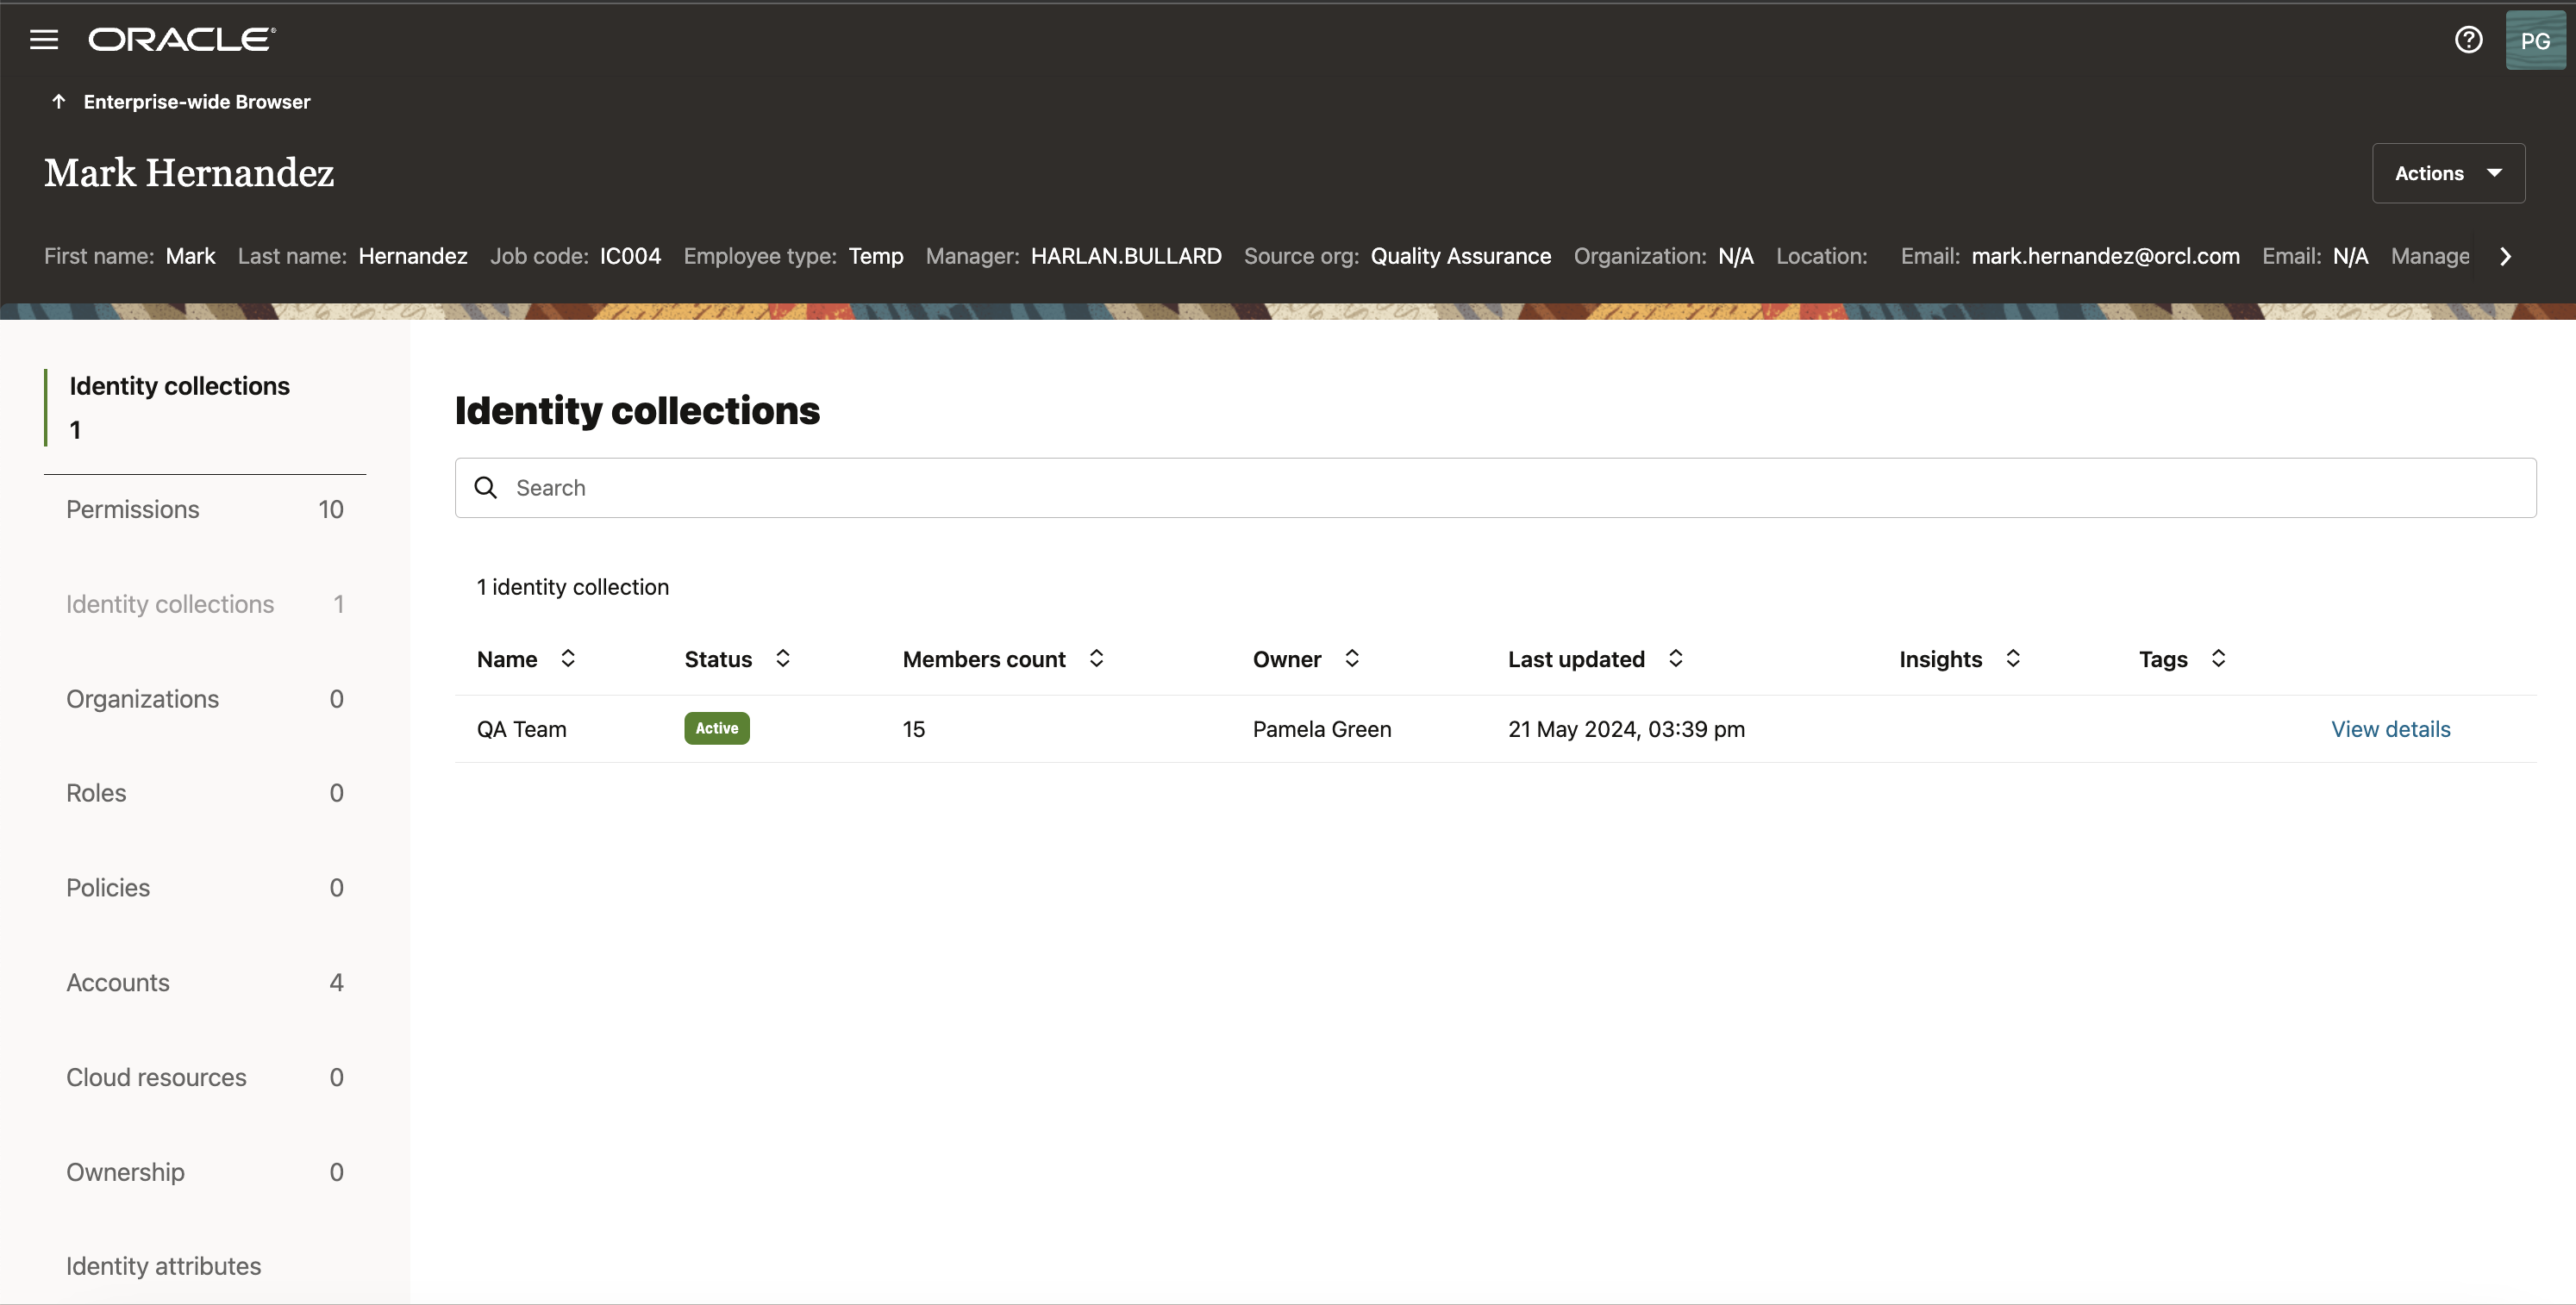 ORACLE
PG
Enterprise-wide Browser
Mark Hernandez
Actions
First name: Mark Last name: Hernandez Job code: IC004 Employee type: Temp Manager: HARLAN.BULLARD Source org: Quality Assurance Organization: N/A Location: Email: mark.hernandez@orcl.com Email: N/A Manage
Identity collections
1
Permissions 10
Identity collections 1
Organizations 0
Roles 0
Policies 0
Accounts 4
Cloud resources 0
Ownership 0
Identity attributes
Identity collections
Search
1 identity collection
Name Status Members count Owner Last updated Insights Tags
QA Team Active 15 Pamela Green 21 May 2024, 03:39 pm View details